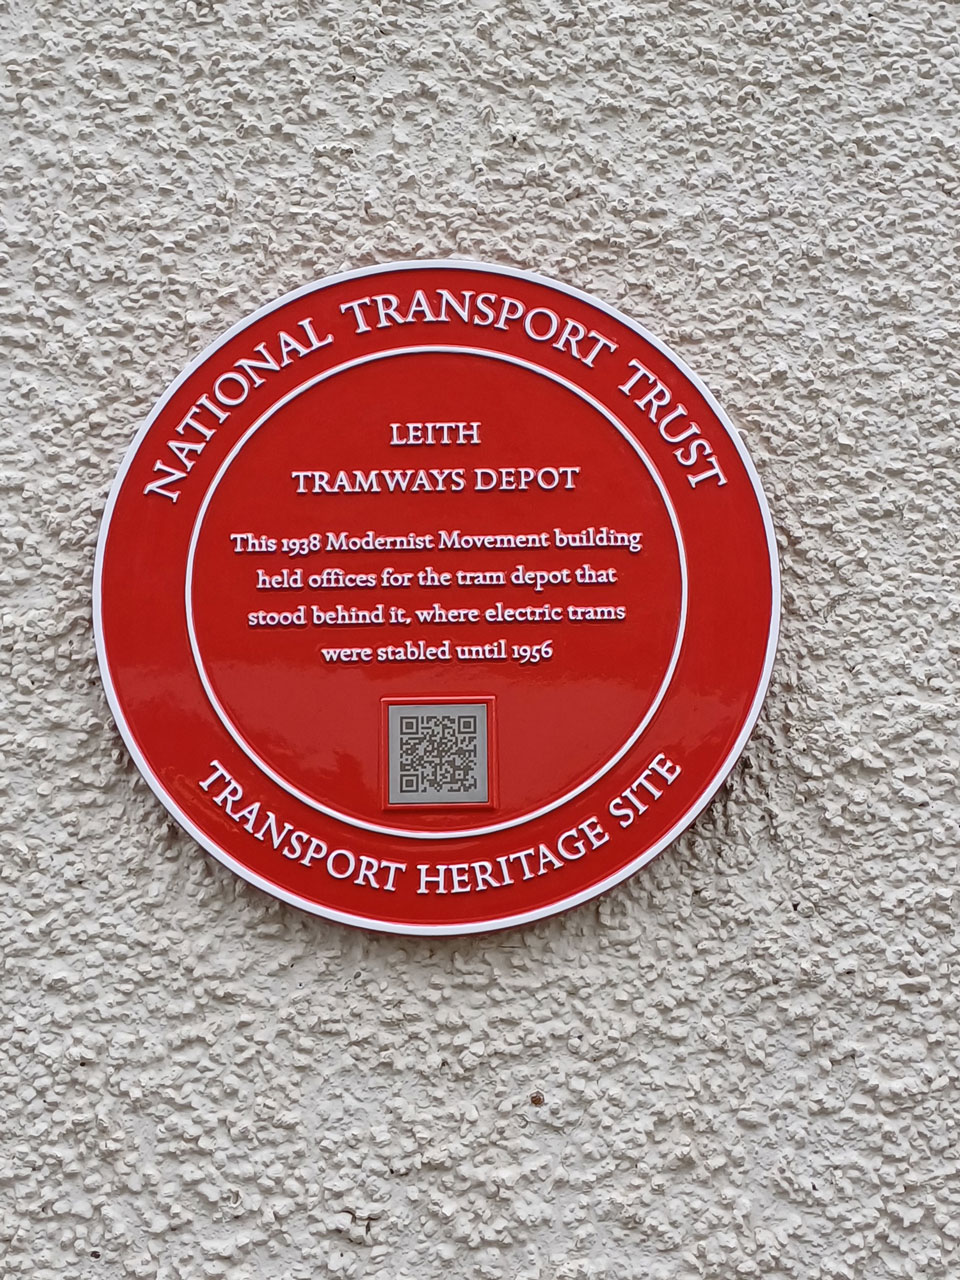 NATIONAL TRANSPORT TRUST
LEITH
TRAMWAYS DEPOT
This 1938 Modernist Movement building
held offices for the tram depot that
stood behind it, where electric trams
were stabled until 1956
TRANSPORT HERITAGE SITE